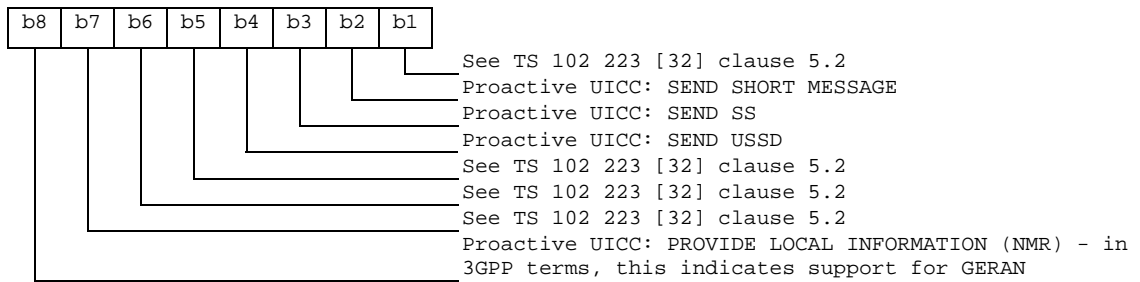 b8 b7 b6 b5 b4 b3 b2 b1
See TS 102 223 [32] clause 5.2
Proactive UICC: SEND SHORT MESSAGE
Proactive UICC: SEND SS
Proactive UICC: SEND USSD
See TS 102 223 [32] clause 5.2
See TS 102 223 [32] clause 5.2
See TS 102 223 [32] clause 5.2
Proactive UICC: PROVIDE LOCAL INFORMATION (NMR) - in
3GPP terms, this indicates support for GERAN